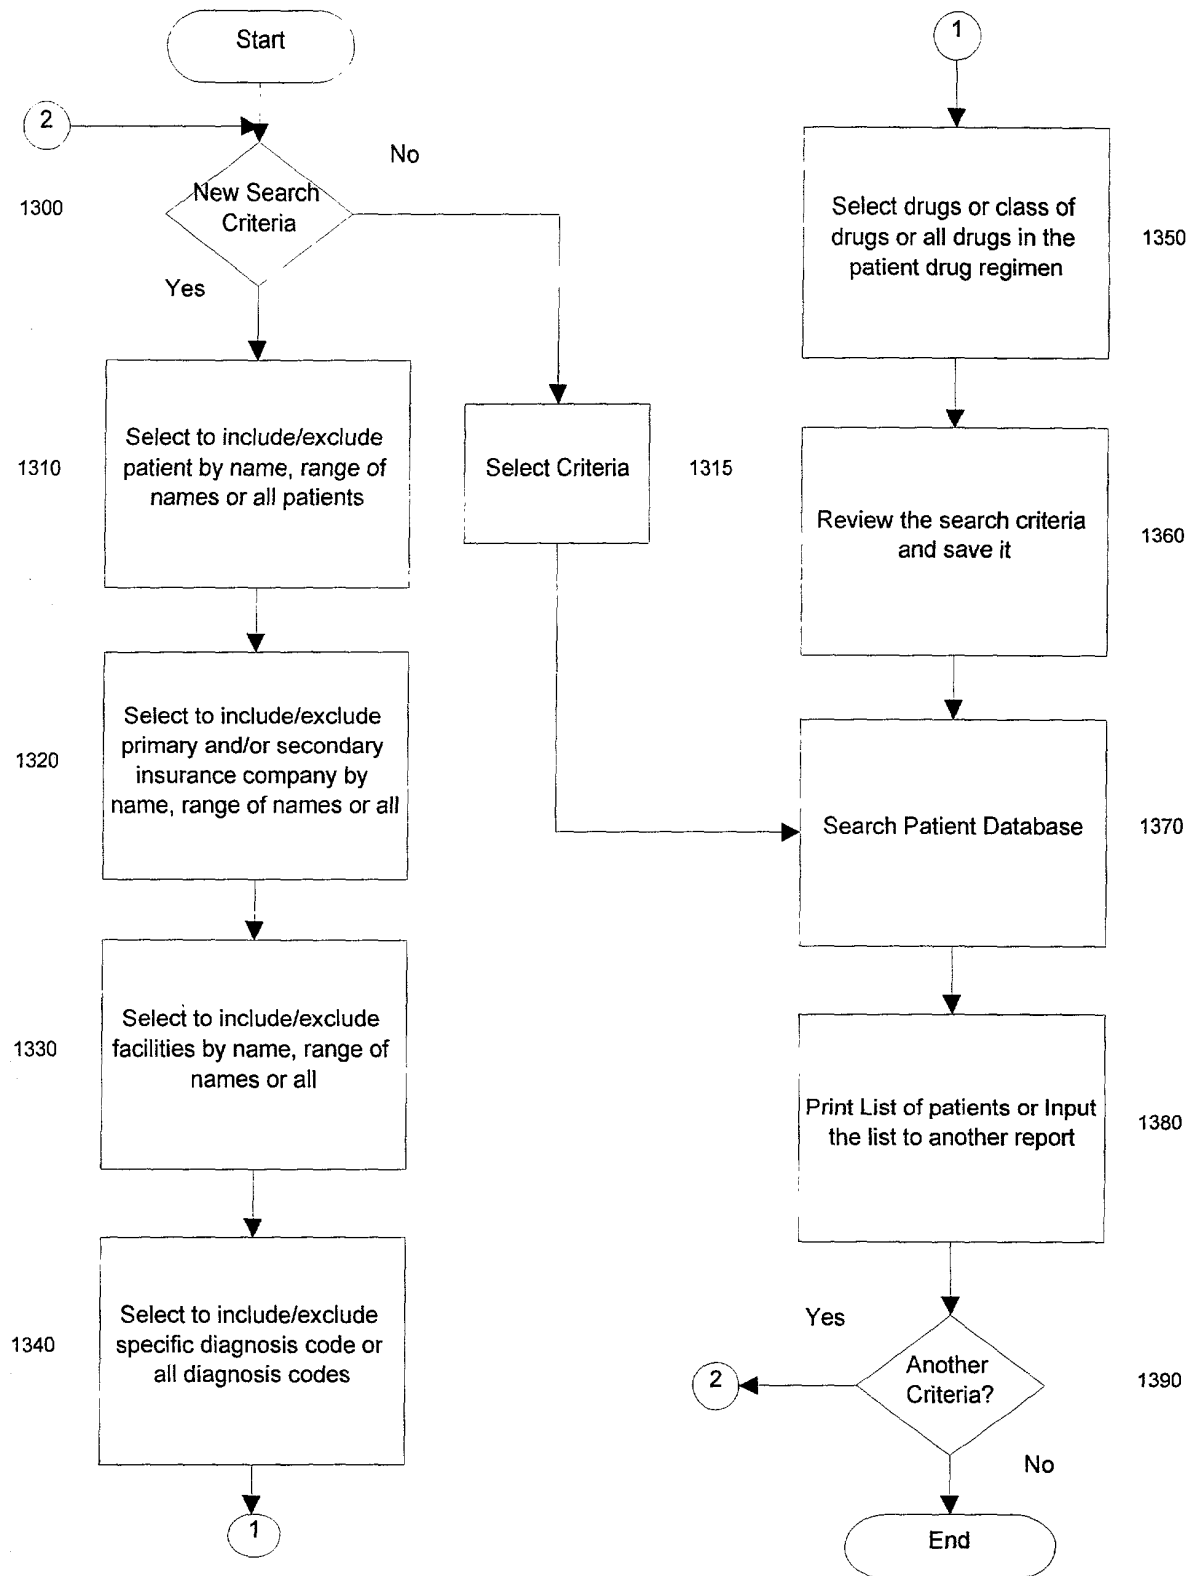 Start
2
No
1300
New Search
Criteria
Yes
1310
Select to include/exclude
patient by name, range of
names or all patients
Select Criteria
1315
1320
Select to include/exclude
primary and/or secondary
insurance company by
name, range of names or all
1330
Select to include/exclude
facilities by name, range of
names or all
1340
Select to include/exclude
specific diagnosis code or
all diagnosis codes
1
1
Select drugs or class of
drugs or all drugs in the
patient drug regimen
1350
Review the search criteria
and save it
1360
Search Patient Database
1370
Print List of patients or Input
the list to another report
1380
Yes
2
Another
Criteria?
1390
No
End